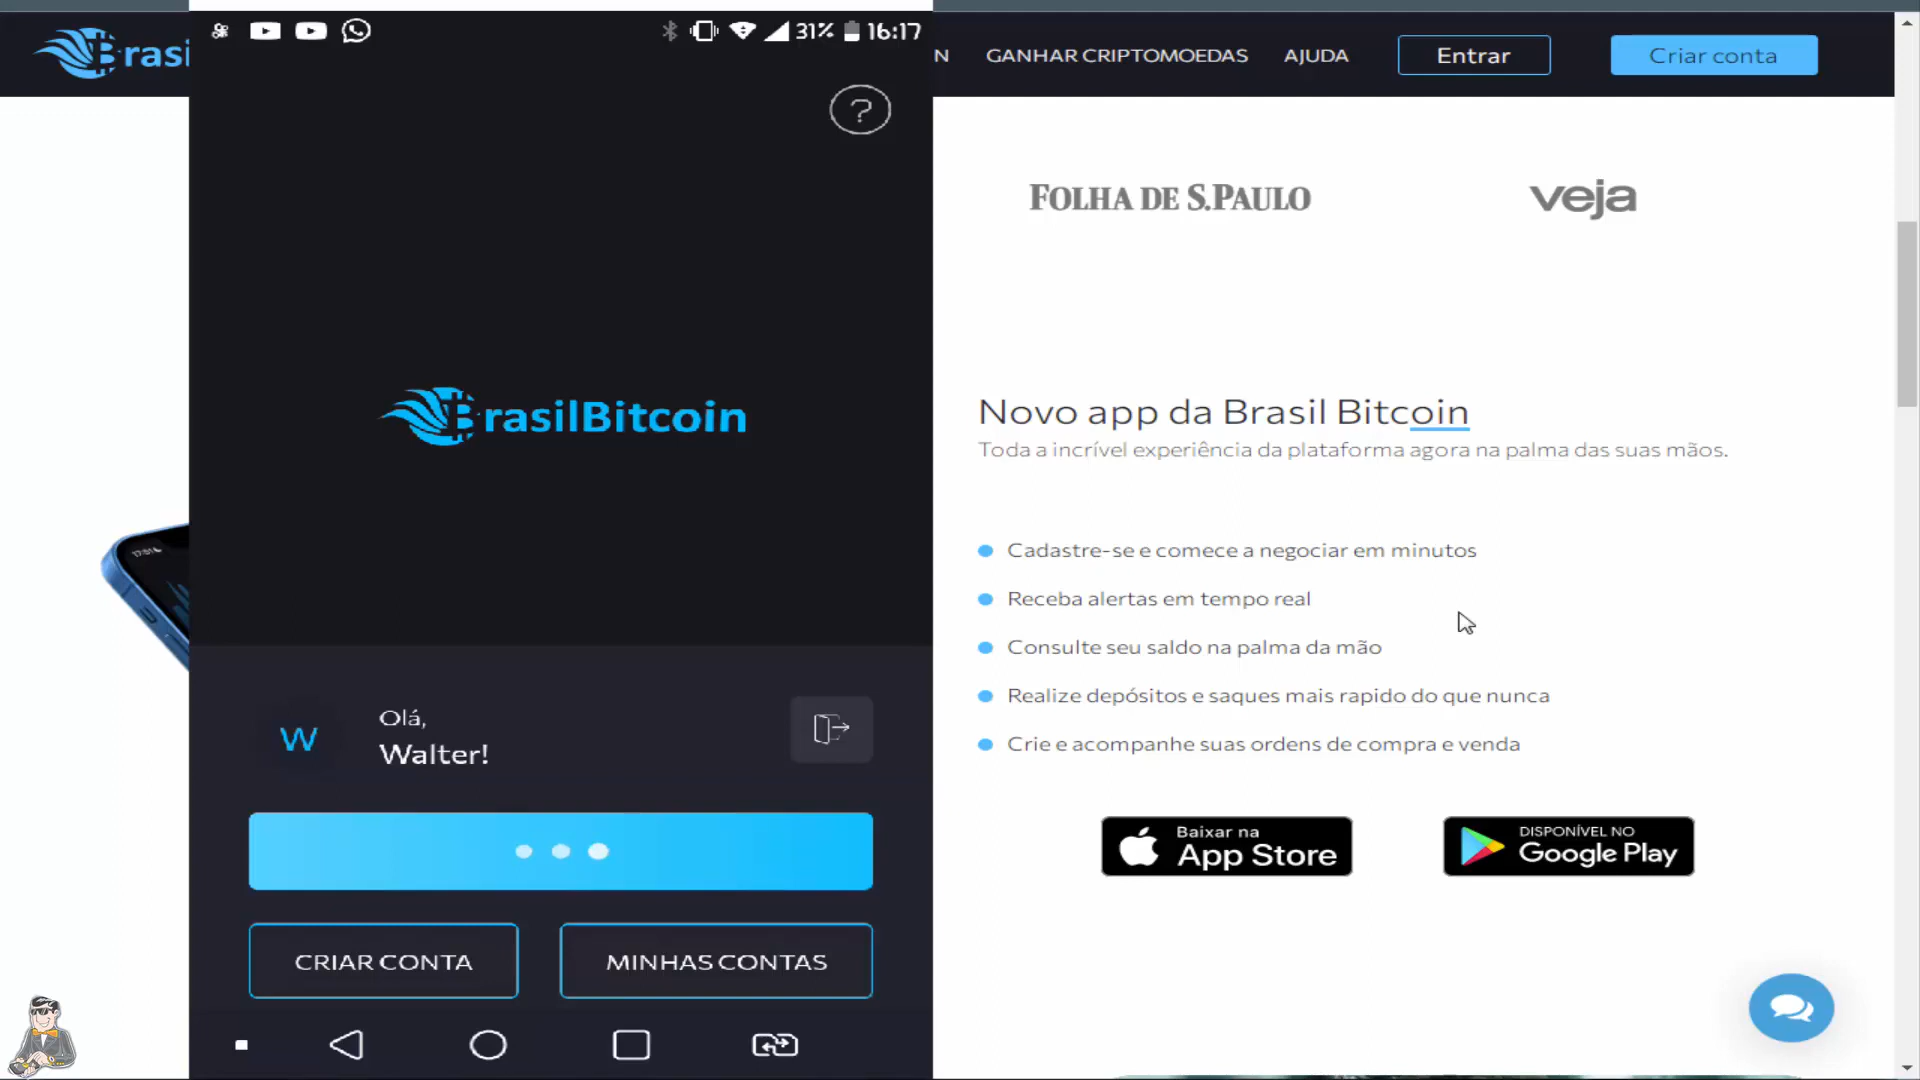 rasil
31% 16:17
?
BrasilBitcoin
W
Olá,
Walter!
CRIAR CONTA
MINHAS CONTAS
N GANHAR CRIPTOMOEDAS AJUDA Entrar Criar conta
FOLHA DE S.PAULO
veja
Novo app da Brasil Bitcoin
Toda a incrível experiência da plataforma agora na palma das suas mãos.
Cadastre-se e comece a negociar em minutos
Receba alertas em tempo real
Consulte seu saldo na palma da mão
Realize depósitos e saques mais rapido do que nunca
Crie e acompanhe suas ordens de compra e venda
Baixar na
App Store
DISPONÍVEL NO
Google Play